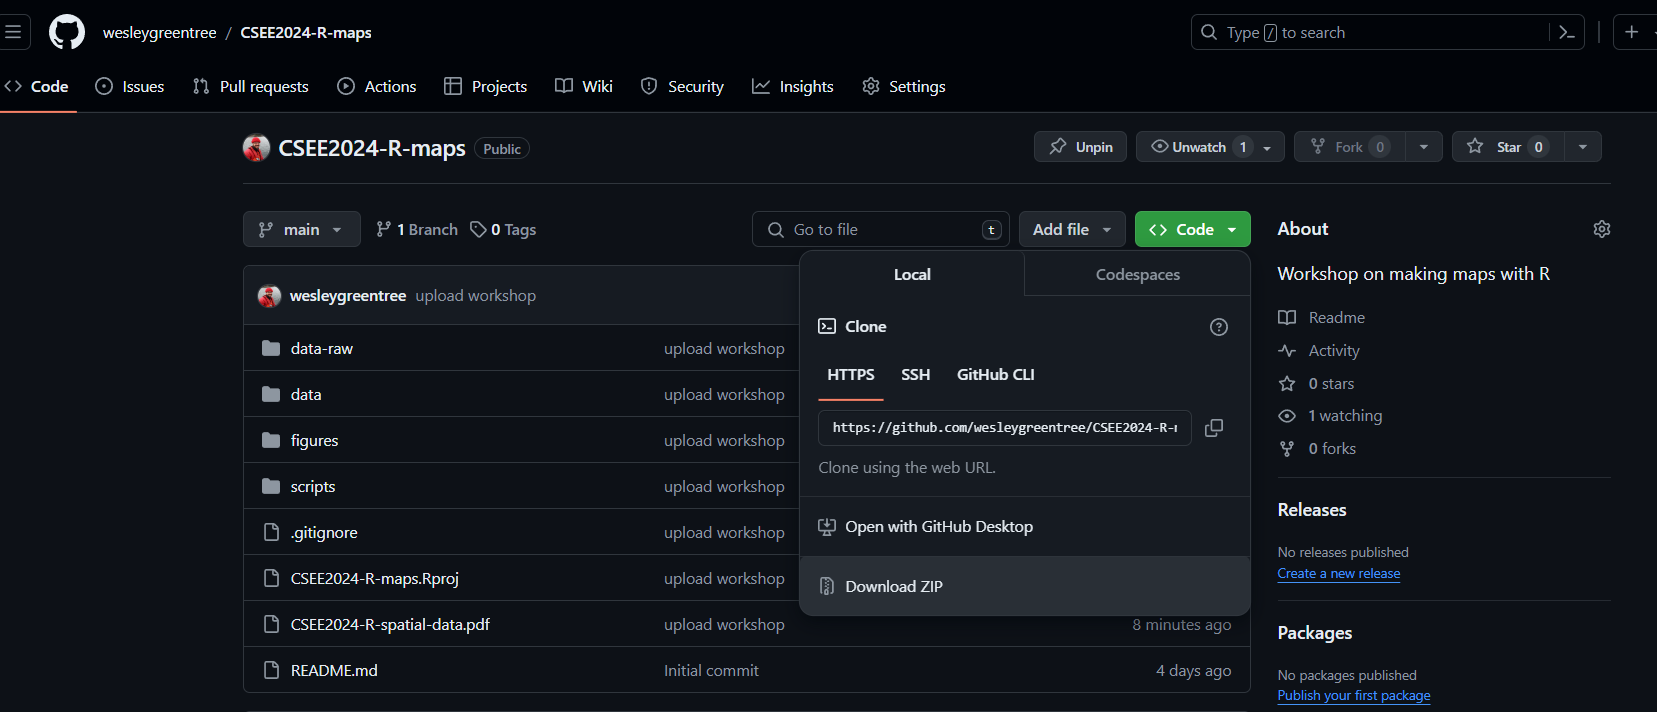 wesleygreentree / CSEE2024-R-maps
Type / to search
Code Issues Pull requests Actions Projects Wiki Security Insights Settings
CSEE2024-R-maps Public
Unpin Unwatch 1 Fork 0 Star 0
main 1 Branch 0 Tags
Go to file t Add file Code
wesleygreentree upload workshop
data-raw upload workshop
data upload workshop
figures upload workshop
scripts upload workshop
.gitignore upload workshop
CSEE2024-R-maps.Rproj upload workshop
CSEE2024-R-spatial-data.pdf upload workshop 8 minutes ago
README.md Initial commit 4 days ago
Local Codespaces
Clone
HTTPS SSH GitHub CLI
https://github.com/wesleygreentree/CSEE2024-R-
Clone using the web URL.
Open with GitHub Desktop
Download ZIP
About
Workshop on making maps with R
Readme
Activity
0 stars
1 watching
0 forks
Releases
No releases published
Create a new release
Packages
No packages published
Publish your first package